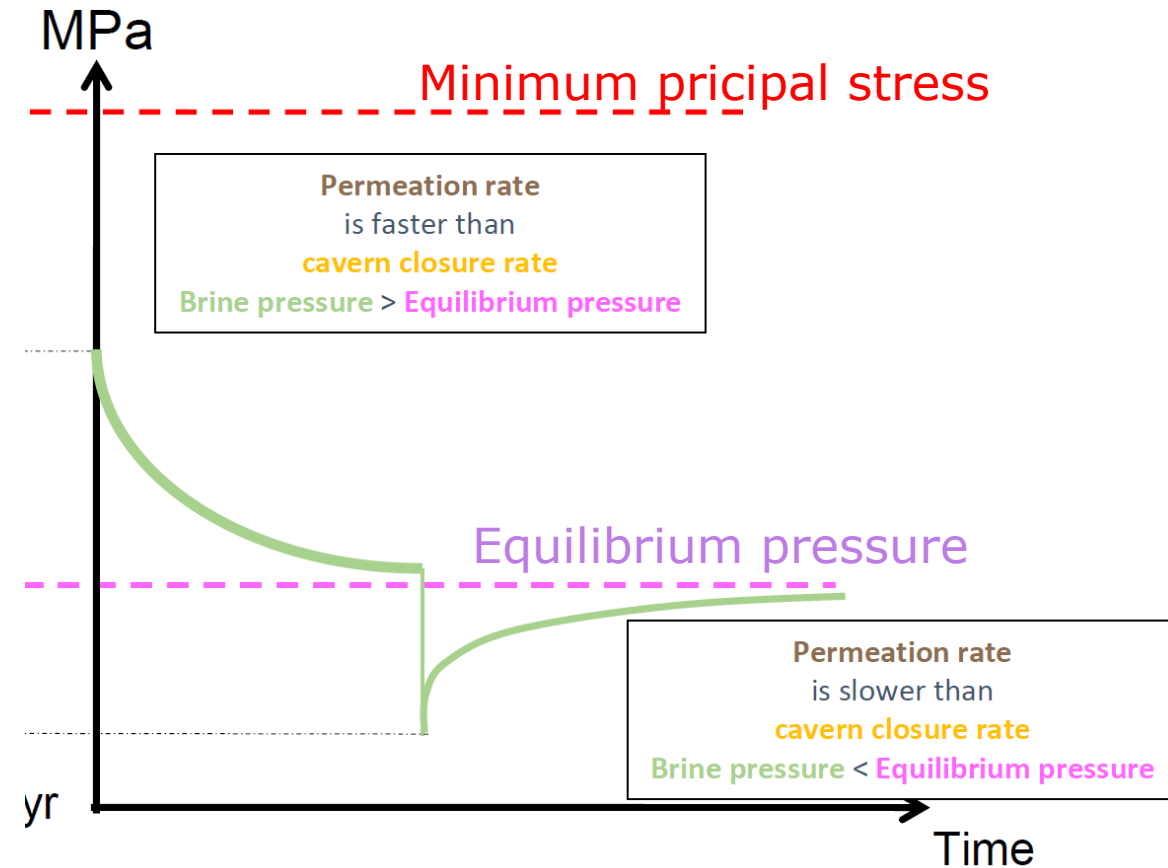 MPa
Minimum pricipal stress
Permeation rate
is faster than
cavern closure rate
Brine pressure > Equilibrium pressure
Equilibrium pressure
Permeation rate
is slower than
cavern closure rate
Brine pressure < Equilibrium pressure
yr
Time